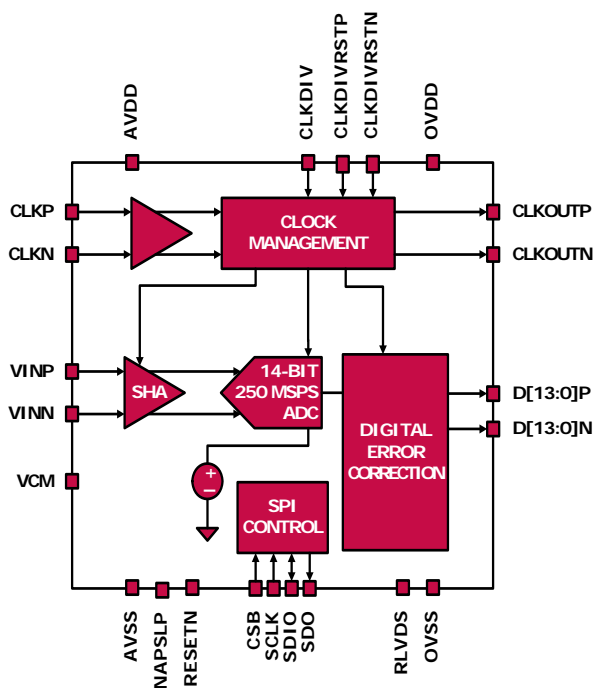 AVDD
CLKDIV
CLKDIVRSTP
CLKDIVRSTN
OVDD
CLKP
CLKN
CLOCK
MANAGEMENT
CLKOUTP
CLKOUTN
VINP
VINN
SHA
14-BIT
250 MSPS
ADC
DIGITAL
ERROR
CORRECTION
D[13:0]P
D[13:0]N
VCM
+
–
SPI
CONTROL
AVSS
NAPSLP
RESETN
CSB
SCLK
SDIO
SDO
RLVDS
OVSS